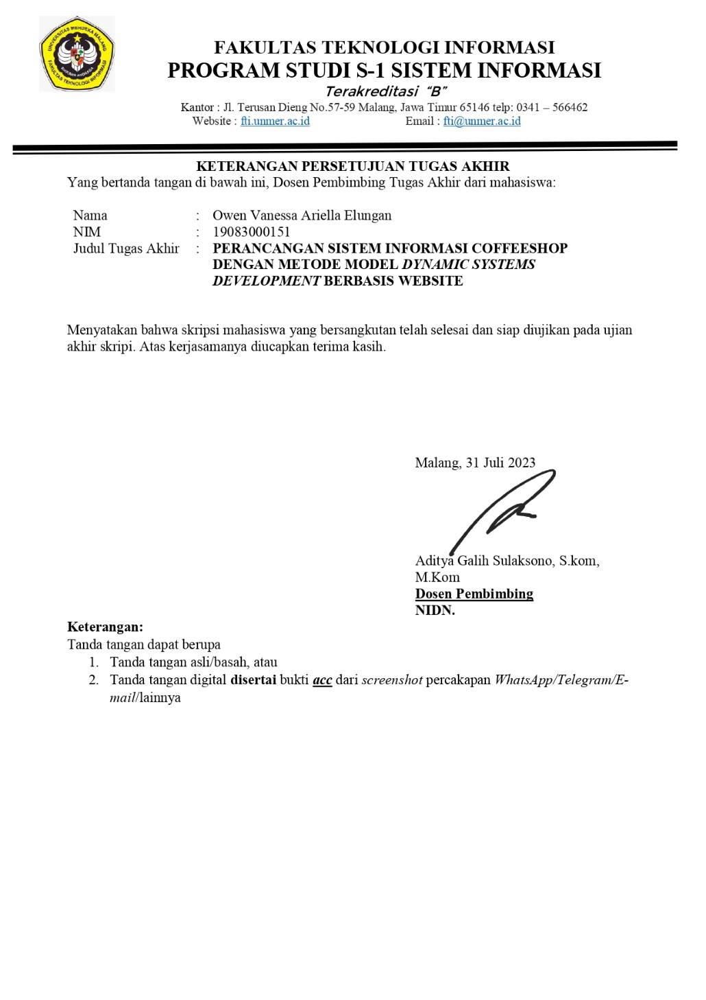 UNIVERSITAS MERDEKA MALANG
FAKULTAS TEKNOLOGI INFORMASI
FAKULTAS TEKNOLOGI INFORMASI
PROGRAM STUDI S-1 SISTEM INFORMASI
Terakreditasi “B”
Kantor : Jl. Terusan Dieng No.57-59 Malang, Jawa Timur 65146 telp: 0341 – 566462
Website : fti.unmer.ac.id Email : fti@unmer.ac.id
KETERANGAN PERSETUJUAN TUGAS AKHIR
Yang bertanda tangan di bawah ini, Dosen Pembimbing Tugas Akhir dari mahasiswa:
Nama : Owen Vanessa Ariella Elungan
NIM : 19083000151
Judul Tugas Akhir : PERANCANGAN SISTEM INFORMASI COFFEESHOP
DENGAN METODE MODEL DYNAMIC SYSTEMS
DEVELOPMENT BERBASIS WEBSITE
Menyatakan bahwa skripsi mahasiswa yang bersangkutan telah selesai dan siap diujikan pada ujian
akhir skripi. Atas kerjasamanya diucapkan terima kasih.
Malang, 31 Juli 2023
Aditya Galih Sulaksono, S.kom,
M.Kom
Dosen Pembimbing
NIDN.
Keterangan:
Tanda tangan dapat berupa
1. Tanda tangan asli/basah, atau
2. Tanda tangan digital disertai bukti acc dari screenshot percakapan WhatsApp/Telegram/E-
mail/lainnya